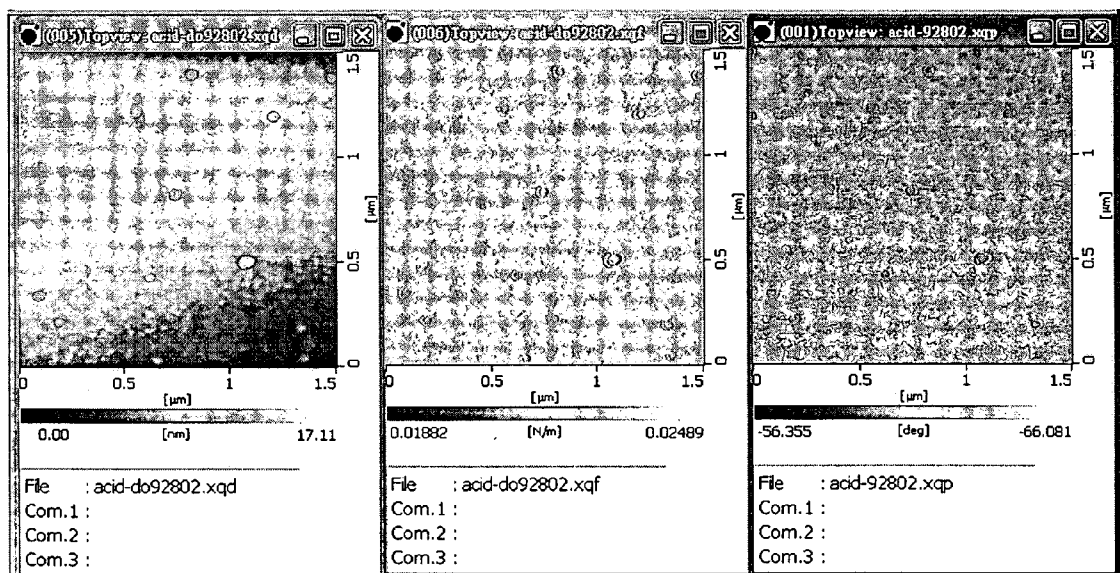 (005)Topview: acid-do92802.xqd
1.5
1
[μm]
0.5
0
0 0.5 1 1.5
[μm]
0.00 [nm] 17.11
File : acid-do92802.xqd
Com.1 :
Com.2 :
Com.3 :
(006)Topview: acid-do92802.xqf
1.5
1
[μm]
0.5
0
0 0.5 1 1.5
[μm]
0.01882 [N/m] 0.02489
File : acid-do92802.xqf
Com.1 :
Com.2 :
Com.3 :
(001)Topview: acid-92802.xqp
1.5
1
[μm]
0.5
0
0 0.5 1 1.5
[μm]
-56.355 [deg] -66.081
File : acid-92802.xqp
Com.1 :
Com.2 :
Com.3 :